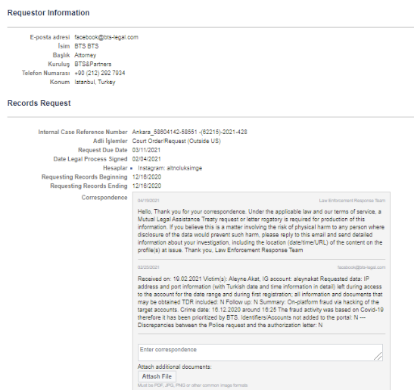 Requestor Information
E-posta adresi facebook@bts-legal.com
İsim BTS BTS
Başlık Attorney
Kuruluş BTS&Partners
Telefon Numarası +90 (212) 292 7934
Konum Istanbul, Turkey
Records Request
Internal Case Reference Number
Adli İşlemler Court Order/Request (Outside US)
Request Due Date 03/11/2021
Date Legal Process Signed 02/04/2021
Hesaplar • Instagram:
Requesting Records Beginning 12/16/2020
Requesting Records Ending 12/16/2020
Correspondence
Law Enforcement Response Team
Hello, Thank you for your correspondence. Under the applicable law and our terms of service, a
Mutual Legal Assistance Treaty request or letter rogatory is required for production of this
information. If you believe this is a matter involving the risk of physical harm to any person where
disclosure of the data would prevent such harm, please reply to this email and send detailed
information about your investigation, including the location (date/time/URL) of the content on the
profile(s) at issue. Thank you, Law Enforcement Response Team
facebook@bts-legal.com
Received on: 19.02.2021 Victim(s): Aleyna Akat, IG account: aleynakat Requested data: IP
address and port information (with Turkish date and time information in detail) left during access
to the account for the date range and during first registration; all information and documents that
may be obtained TDR included: N Follow up: N Summary: On-platform fraud via hacking of the
target accounts. Crime date: 16.12.2020 around 16:25 The fraud activity was based on Covid-19
therefore it has been prioritized by BTS. Identifiers/Accounts not added to the portal: N ---
Discrepancies between the Police request and the authorization letter: N
Enter correspondence
Attach additional documents:
Attach File
Must be PDF, JPG, PNG or other common image formats